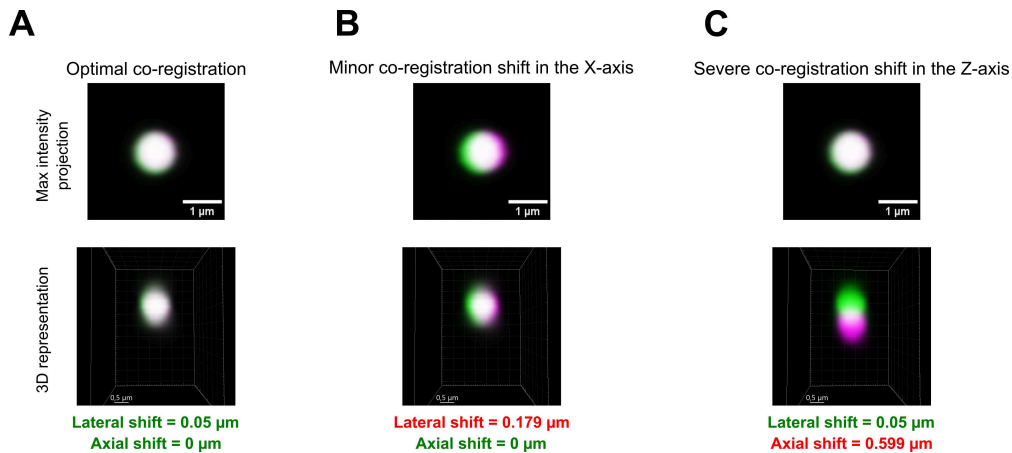 A
B
C
Optimal co-registration
Minor co-registration shift in the X-axis
Severe co-registration shift in the Z-axis
Max intensity
projection
1 µm
1 µm
1 µm
3D representation
0,5 µm
0,5 µm
0,5 µm
Lateral shift = 0.05 µm
Axial shift = 0 µm
Lateral shift = 0.179 µm
Axial shift = 0 µm
Lateral shift = 0.05 µm
Axial shift = 0.599 µm